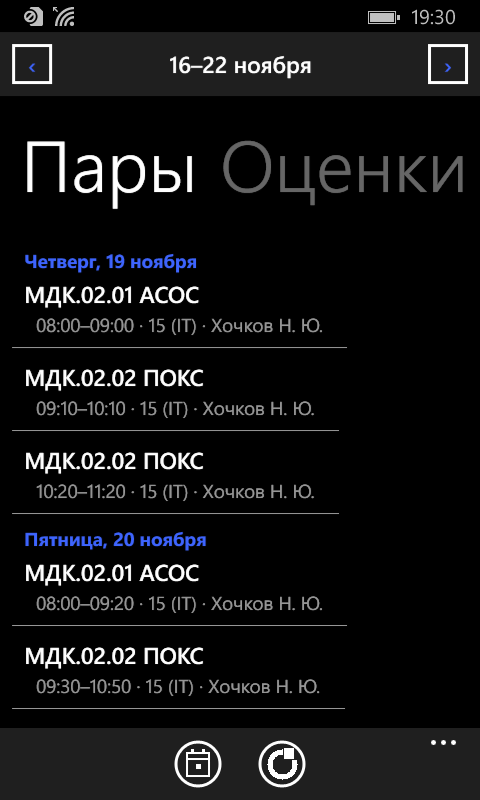 19:30
‹ 16–22 ноября ›
Пары Оценки
Четверг, 19 ноября
МДК.02.01 АСОС
08:00–09:00 · 15 (IT) · Хочков Н. Ю.
МДК.02.02 ПОКС
09:10–10:10 · 15 (IT) · Хочков Н. Ю.
МДК.02.02 ПОКС
10:20–11:20 · 15 (IT) · Хочков Н. Ю.
Пятница, 20 ноября
МДК.02.01 АСОС
08:00–09:20 · 15 (IT) · Хочков Н. Ю.
МДК.02.02 ПОКС
09:30–10:50 · 15 (IT) · Хочков Н. Ю.